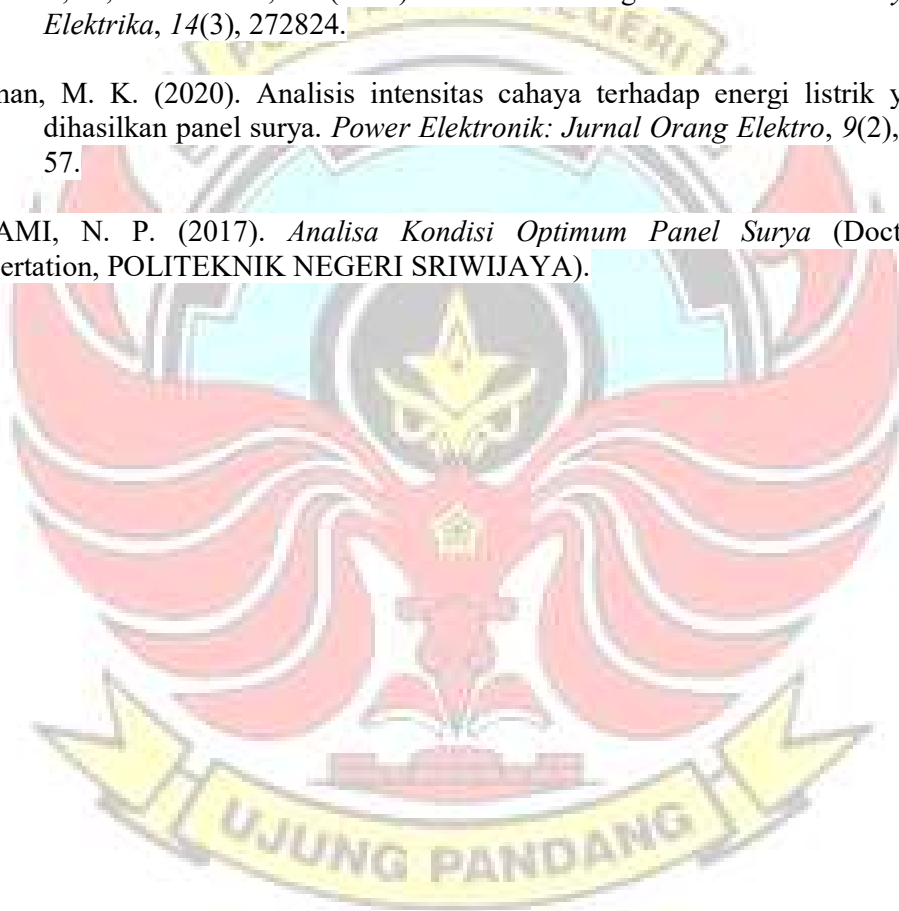 Elektrika, 14(3), 272824.
nan, M. K. (2020). Analisis intensitas cahaya terhadap energi listrik y
dihasilkan panel surya. Power Elektronik: Jurnal Orang Elektro, 9(2),
57.
AMI, N. P. (2017). Analisa Kondisi Optimum Panel Surya (Doct
ertation, POLITEKNIK NEGERI SRIWIJAYA).
UJUNG PANDANG